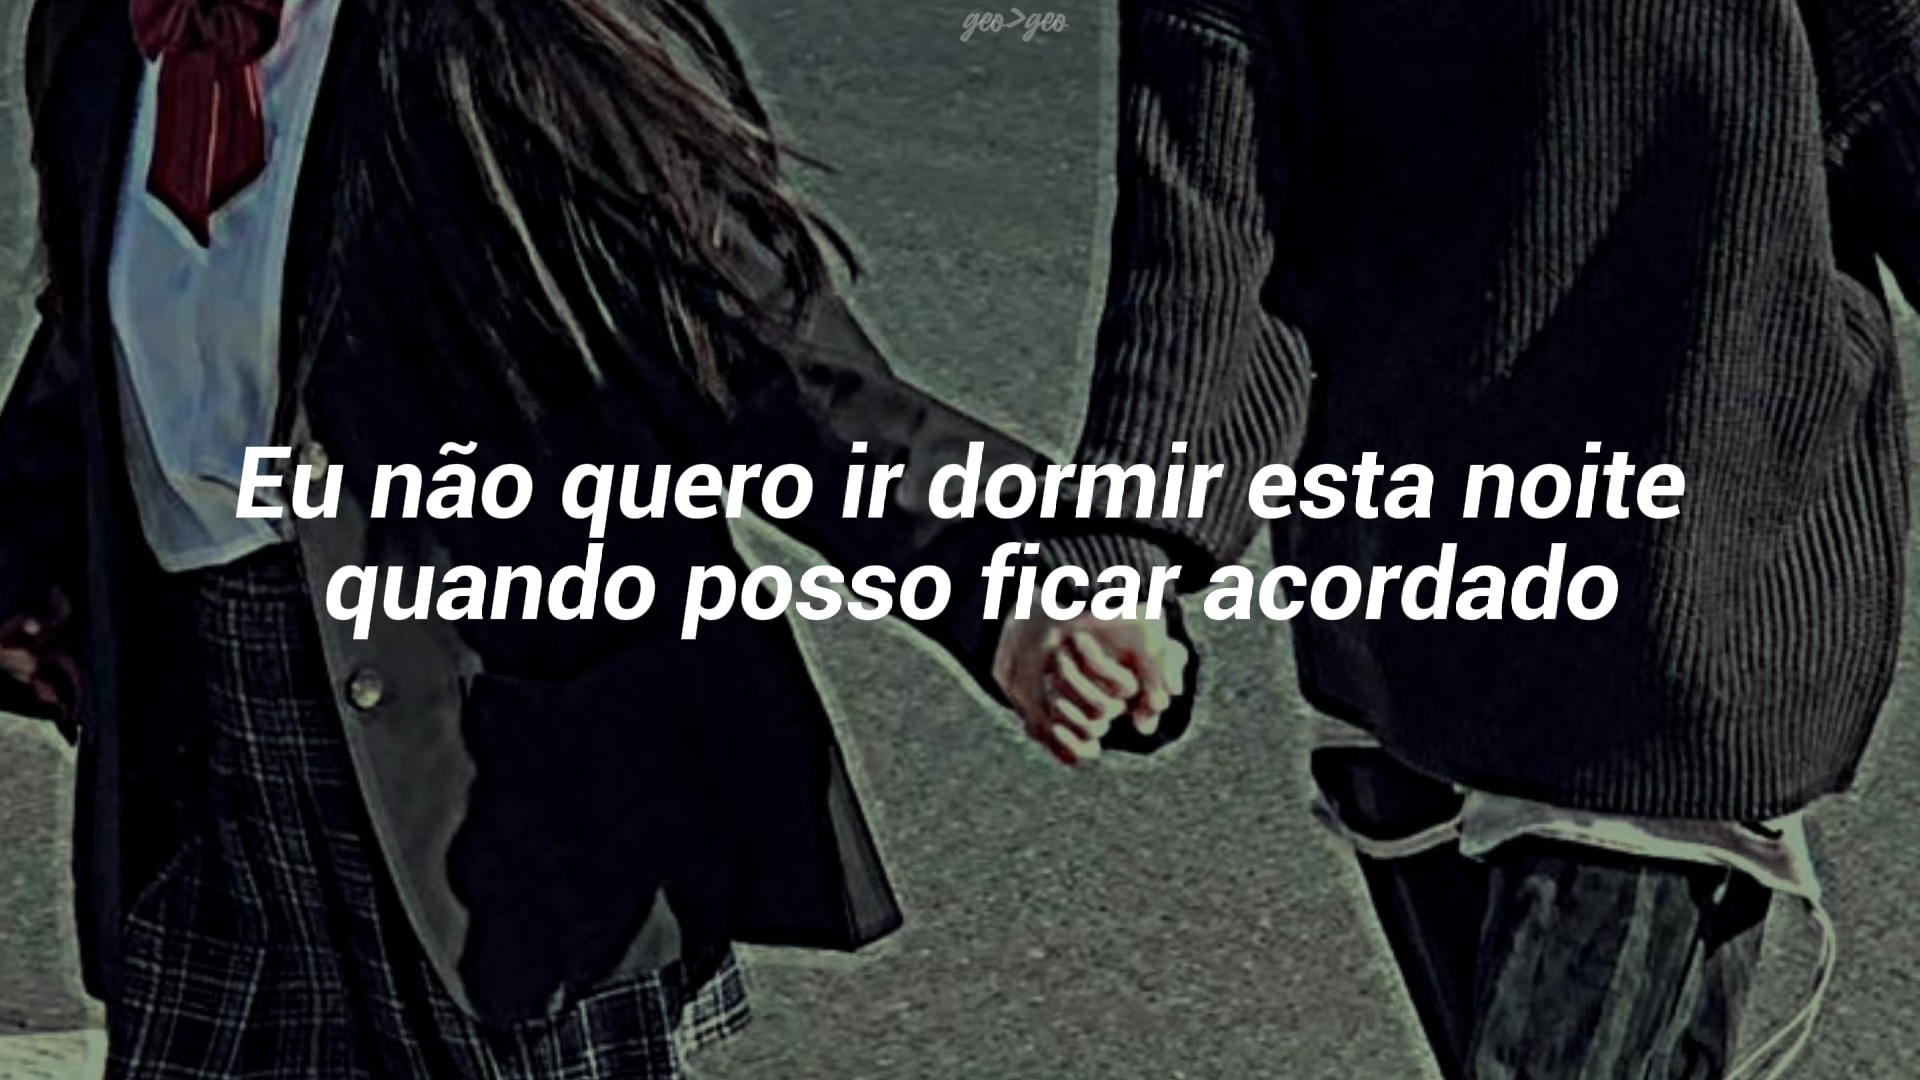 geo>geo
Eu não quero ir dormir esta noite
quando posso ficar acordado